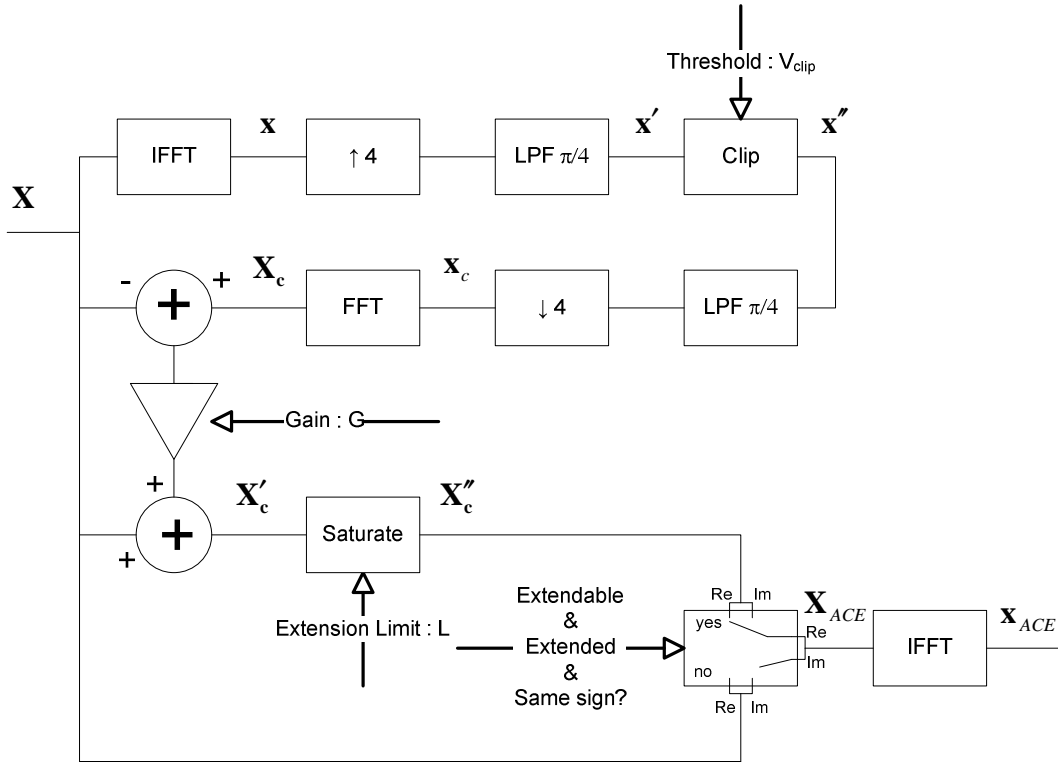 Threshold : Vclip
x
x′
x″
IFFT
↑ 4
LPF π/4
Clip
X
-
+
Xc
xc
+
FFT
↓ 4
LPF π/4
Gain : G
+
X′c
X″c
+
+
Saturate
Extension Limit : L
Extendable
&
Extended
&
Same sign?
Re Im
yes
Re
Im
no
Re Im
XACE
xACE
IFFT